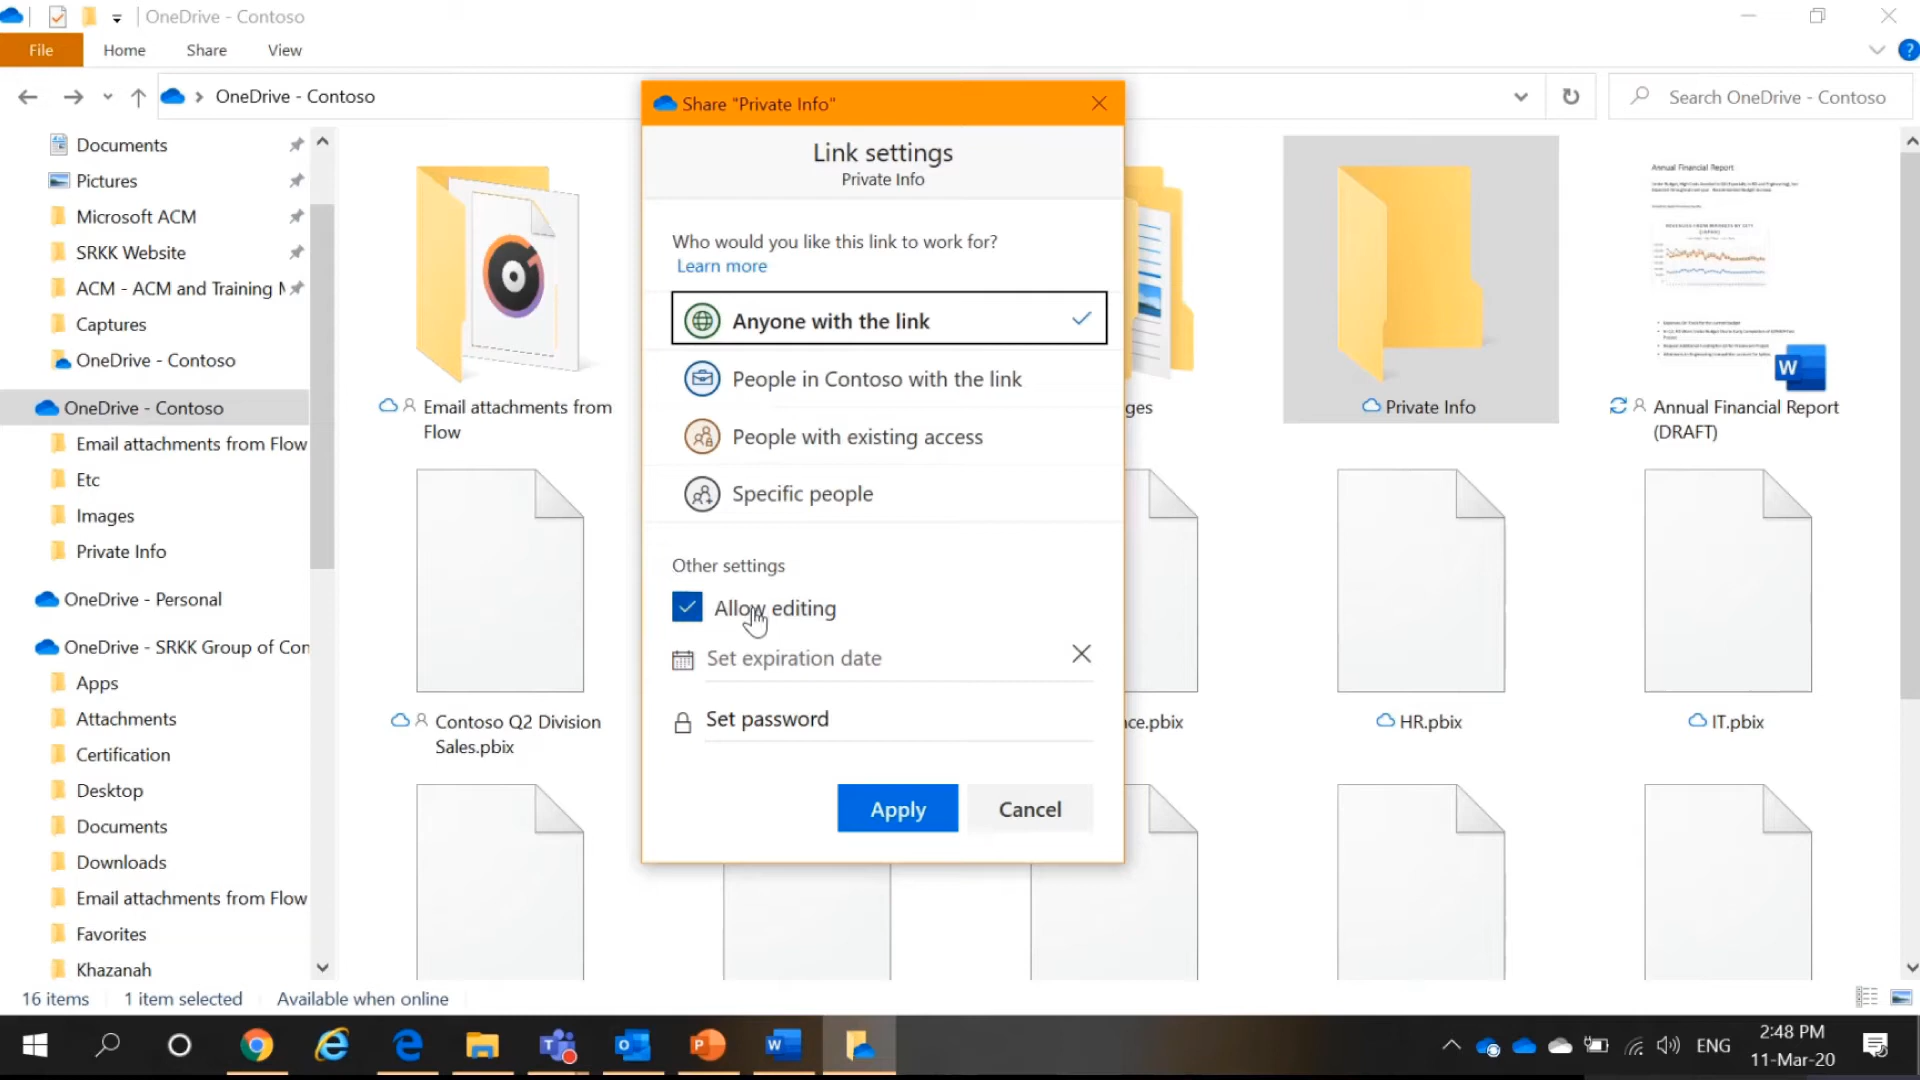 OneDrive - Contoso
File
Home
Share
View
OneDrive - Contoso
Search OneDrive - Contoso
Documents
Pictures
Microsoft ACM
SRKK Website
ACM - ACM and Training
Captures
OneDrive - Contoso
OneDrive - Contoso
Email attachments from Flow
Etc
Images
Private Info
OneDrive - Personal
OneDrive - SRKK Group of Con
Apps
Attachments
Certification
Desktop
Documents
Downloads
Email attachments from Flow
Favorites
Khazanah
Email attachments from
Flow
Private Info
Annual Financial Report
Annual Financial Report
(DRAFT)
Contoso Q2 Division
Sales.pbix
HR.pbix
IT.pbix
Share "Private Info"
Link settings
Private Info
Who would you like this link to work for?
Learn more
Anyone with the link
People in Contoso with the link
People with existing access
Specific people
Other settings
Allow editing
Set expiration date
Set password
Apply
Cancel
16 items
1 item selected
Available when online
ENG
2:48 PM
11-Mar-20